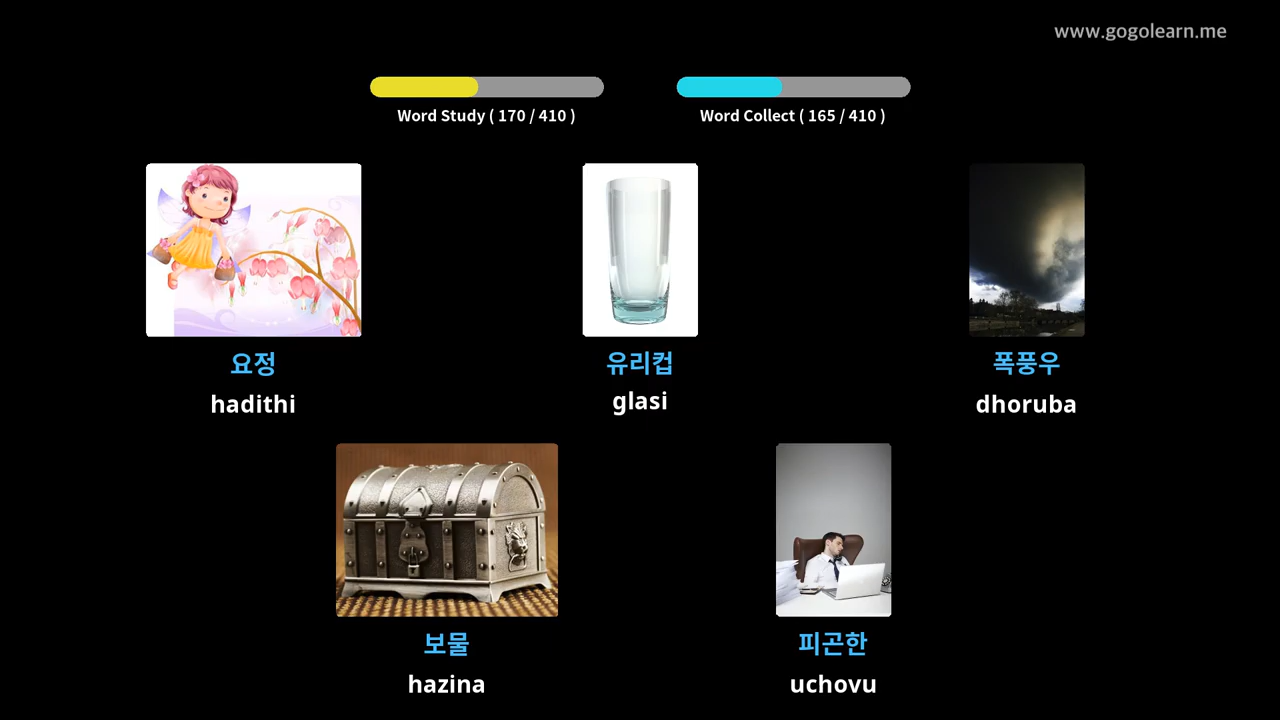 www.gogolearn.me
Word Study ( 170 / 410 )
Word Collect ( 165 / 410 )
요정
hadithi
유리컵
glasi
폭풍우
dhoruba
보물
hazina
피곤한
uchovu